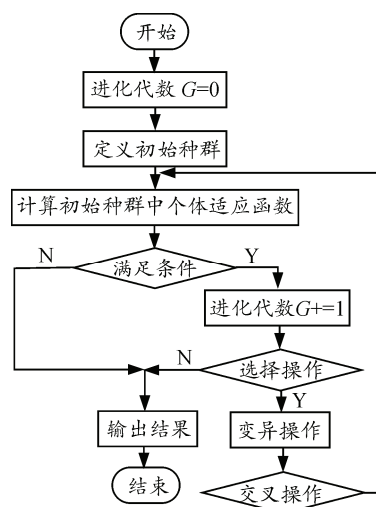 开始
进化代数 G=0
定义初始种群
计算初始种群中个体适应函数
N
满足条件
Y
进化代数G+=1
N
选择操作
Y
输出结果
变异操作
结束
交叉操作